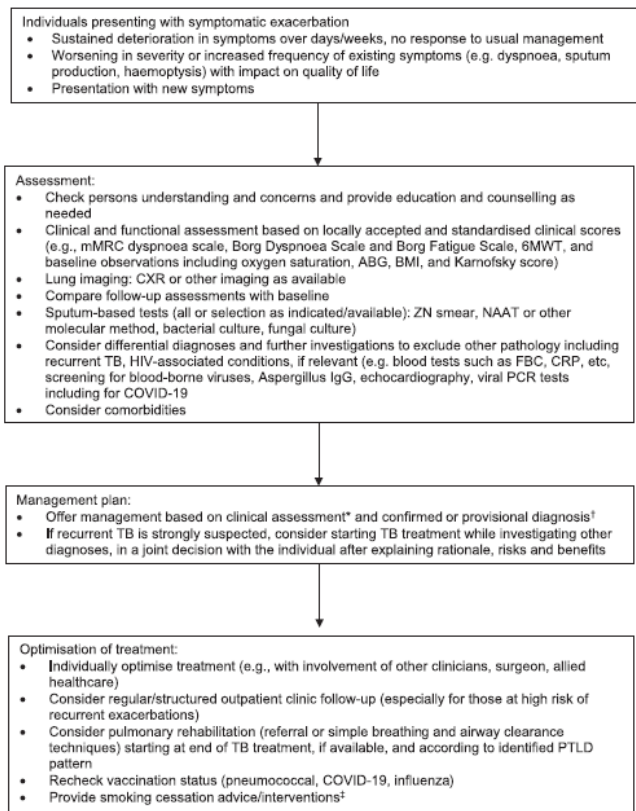 Individuals presenting with symptomatic exacerbation
• Sustained deterioration in symptoms over days/weeks, no response to usual management
• Worsening in severity or increased frequency of existing symptoms (e.g. dyspnoea, sputum
production, haemoptysis) with impact on quality of life
• Presentation with new symptoms
Assessment:
• Check persons understanding and concerns and provide education and counselling as
needed
• Clinical and functional assessment based on locally accepted and standardised clinical scores
(e.g., mMRC dyspnoea scale, Borg Dyspnoea Scale and Borg Fatigue Scale, 6MWT, and
baseline observations including oxygen saturation, ABG, BMI, and Karnofsky score)
• Lung imaging: CXR or other imaging as available
• Compare follow-up assessments with baseline
• Sputum-based tests (all or selection as indicated/available): ZN smear, NAAT or other
molecular method, bacterial culture, fungal culture)
• Consider differential diagnoses and further investigations to exclude other pathology including
recurrent TB, HIV-associated conditions, if relevant (e.g. blood tests such as FBC, CRP, etc,
screening for blood-borne viruses, Aspergillus IgG, echocardiography, viral PCR tests
including for COVID-19
• Consider comorbidities
Management plan:
• Offer management based on clinical assessment* and confirmed or provisional diagnosis†
• If recurrent TB is strongly suspected, consider starting TB treatment while investigating other
diagnoses, in a joint decision with the individual after explaining rationale, risks and benefits
Optimisation of treatment:
• Individually optimise treatment (e.g., with involvement of other clinicians, surgeon, allied
healthcare)
• Consider regular/structured outpatient clinic follow-up (especially for those at high risk of
recurrent exacerbations)
• Consider pulmonary rehabilitation (referral or simple breathing and airway clearance
techniques) starting at end of TB treatment, if available, and according to identified PTLD
pattern
• Recheck vaccination status (pneumococcal, COVID-19, influenza)
• Provide smoking cessation advice/interventions‡